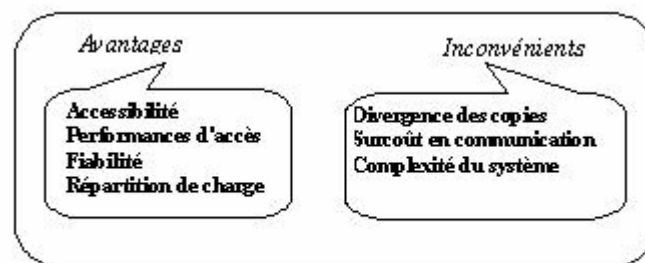 Avantages
Accessibilité
Performances d'accès
Fiabilité
Répartition de charge
Inconvénients
Divergence des copies
Surcoût en communication
Complexité du système